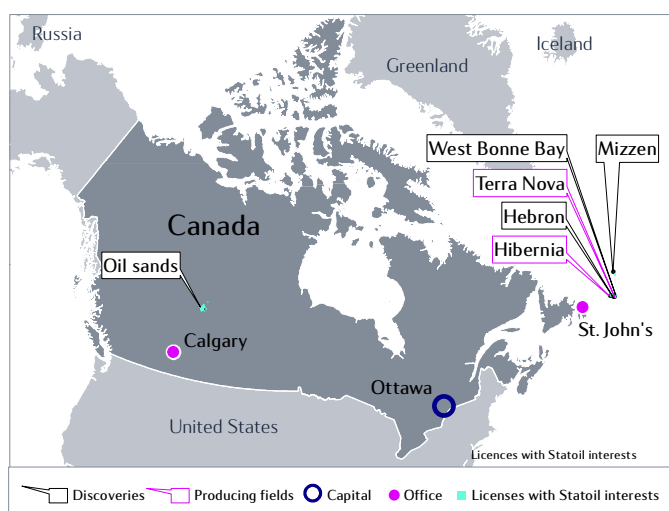 Russia
Iceland
Greenland
West Bonne Bay
Mizzen
Terra Nova
Canada
Hebron
Hibernia
Oil sands
St. John's
Calgary
Ottawa
United States
Licences with Statoil interests
Discoveries
Producing fields
Capital
Office
Licenses with Statoil interests